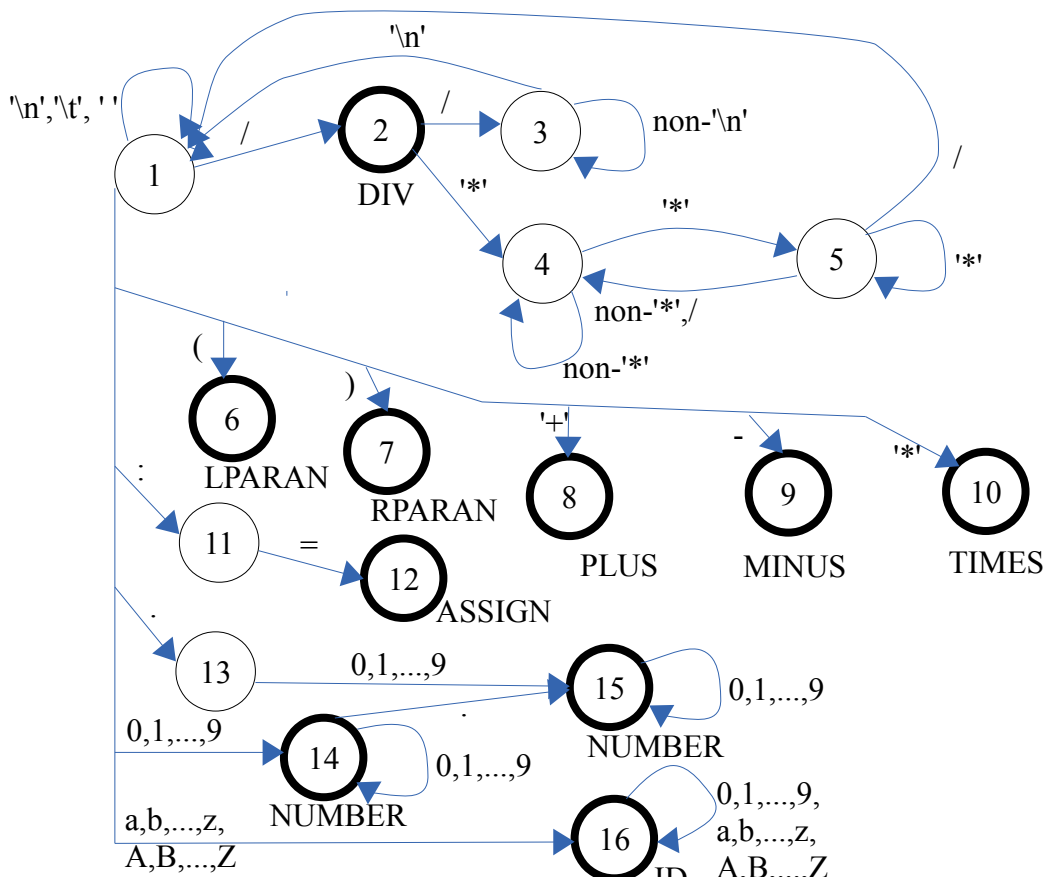 '\n'
'\n','\t', ' '
/
/
1
2
3
non-'\n'
DIV
'*'
'*'
/
4
5
'*'
non-'*',/
non-'*'
(
)
'+'
-
'*'
6
7
8
9
10
LPARAN
RPARAN
PLUS
MINUS
TIMES
:
11
=
12
ASSIGN
.
13
0,1,...,9
15
0,1,...,9
.
NUMBER
0,1,...,9
14
0,1,...,9
NUMBER
a,b,...,z,
A,B,...,Z
16
0,1,...,9,
a,b,...,z,
A,B,...,Z
ID